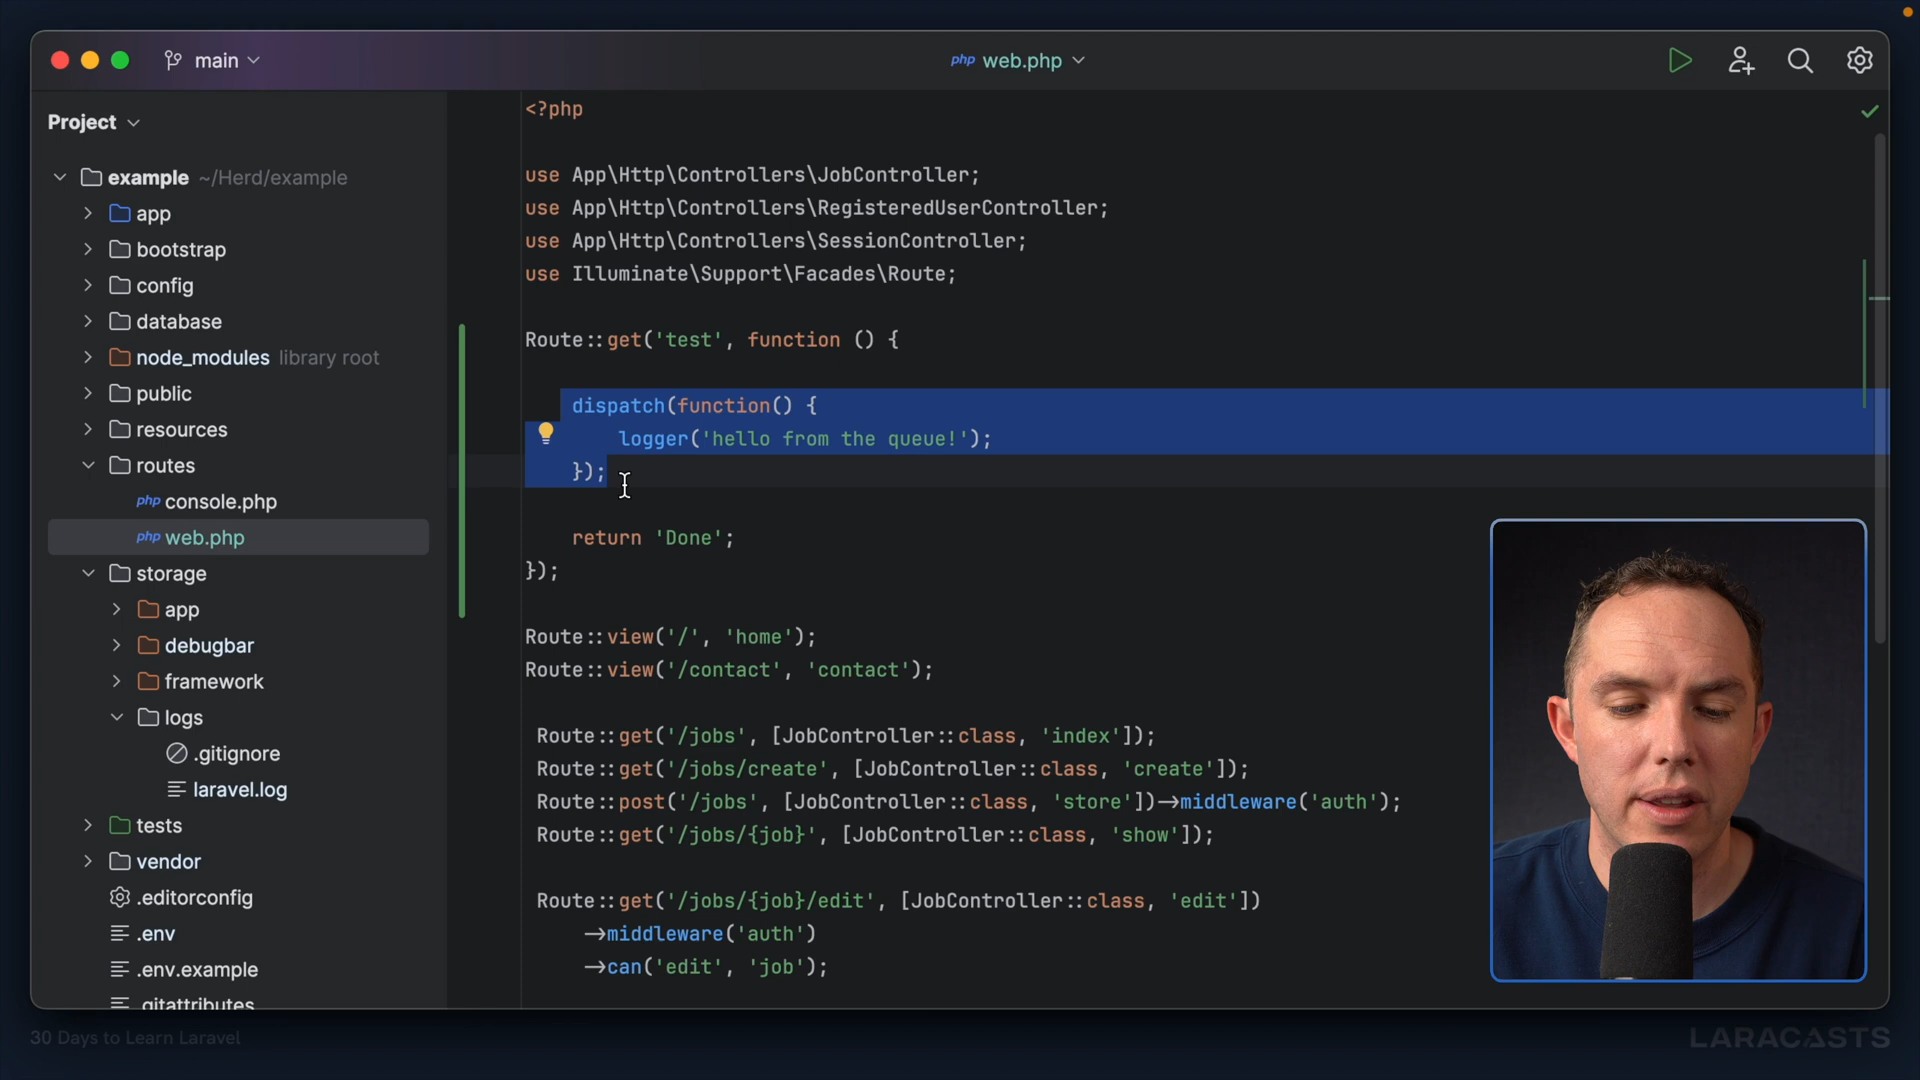 main
php web.php
Project
example ~/Herd/example
app
bootstrap
config
database
node_modules library root
public
resources
routes
php console.php
php web.php
storage
app
debugbar
framework
logs
.gitignore
laravel.log
tests
vendor
.editorconfig
.env
.env.example
.gitattributes
<?php
use App\Http\Controllers\JobController;
use App\Http\Controllers\RegisteredUserController;
use App\Http\Controllers\SessionController;
use Illuminate\Support\Facades\Route;
Route::get('test', function () {
dispatch(function() {
logger('hello from the queue!');
});
return 'Done';
});
Route::view('/', 'home');
Route::view('/contact', 'contact');
Route::get('/jobs', [JobController::class, 'index']);
Route::get('/jobs/create', [JobController::class, 'create']);
Route::post('/jobs', [JobController::class, 'store'])->middleware('auth');
Route::get('/jobs/{job}', [JobController::class, 'show']);
Route::get('/jobs/{job}/edit', [JobController::class, 'edit'])
->middleware('auth')
->can('edit', 'job');
30 Days to Learn Laravel
LARACASTS